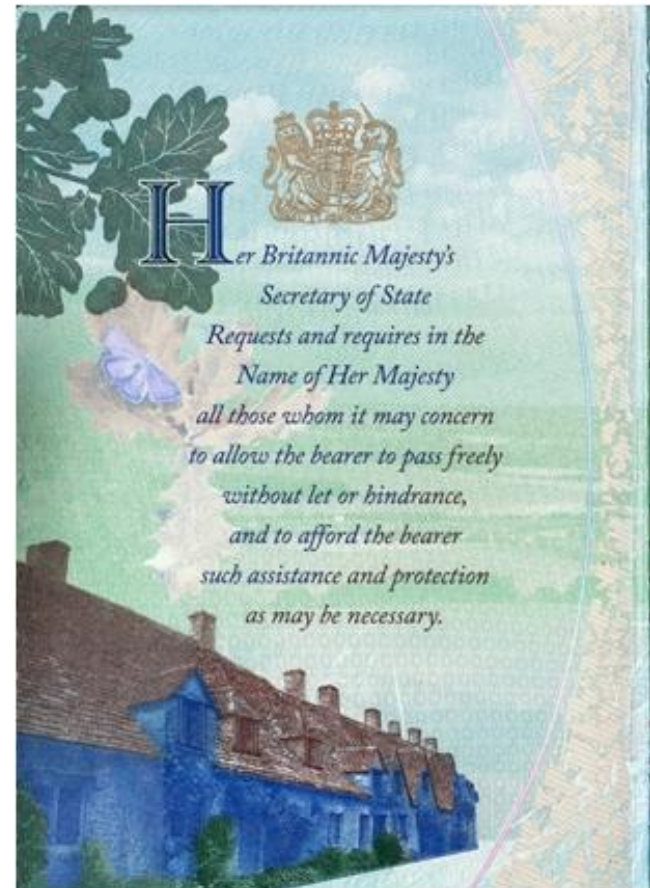 Her Britannic Majesty's
Secretary of State
Requests and requires in the
Name of Her Majesty
all those whom it may concern
to allow the bearer to pass freely
without let or hindrance,
and to afford the bearer
such assistance and protection
as may be necessary.